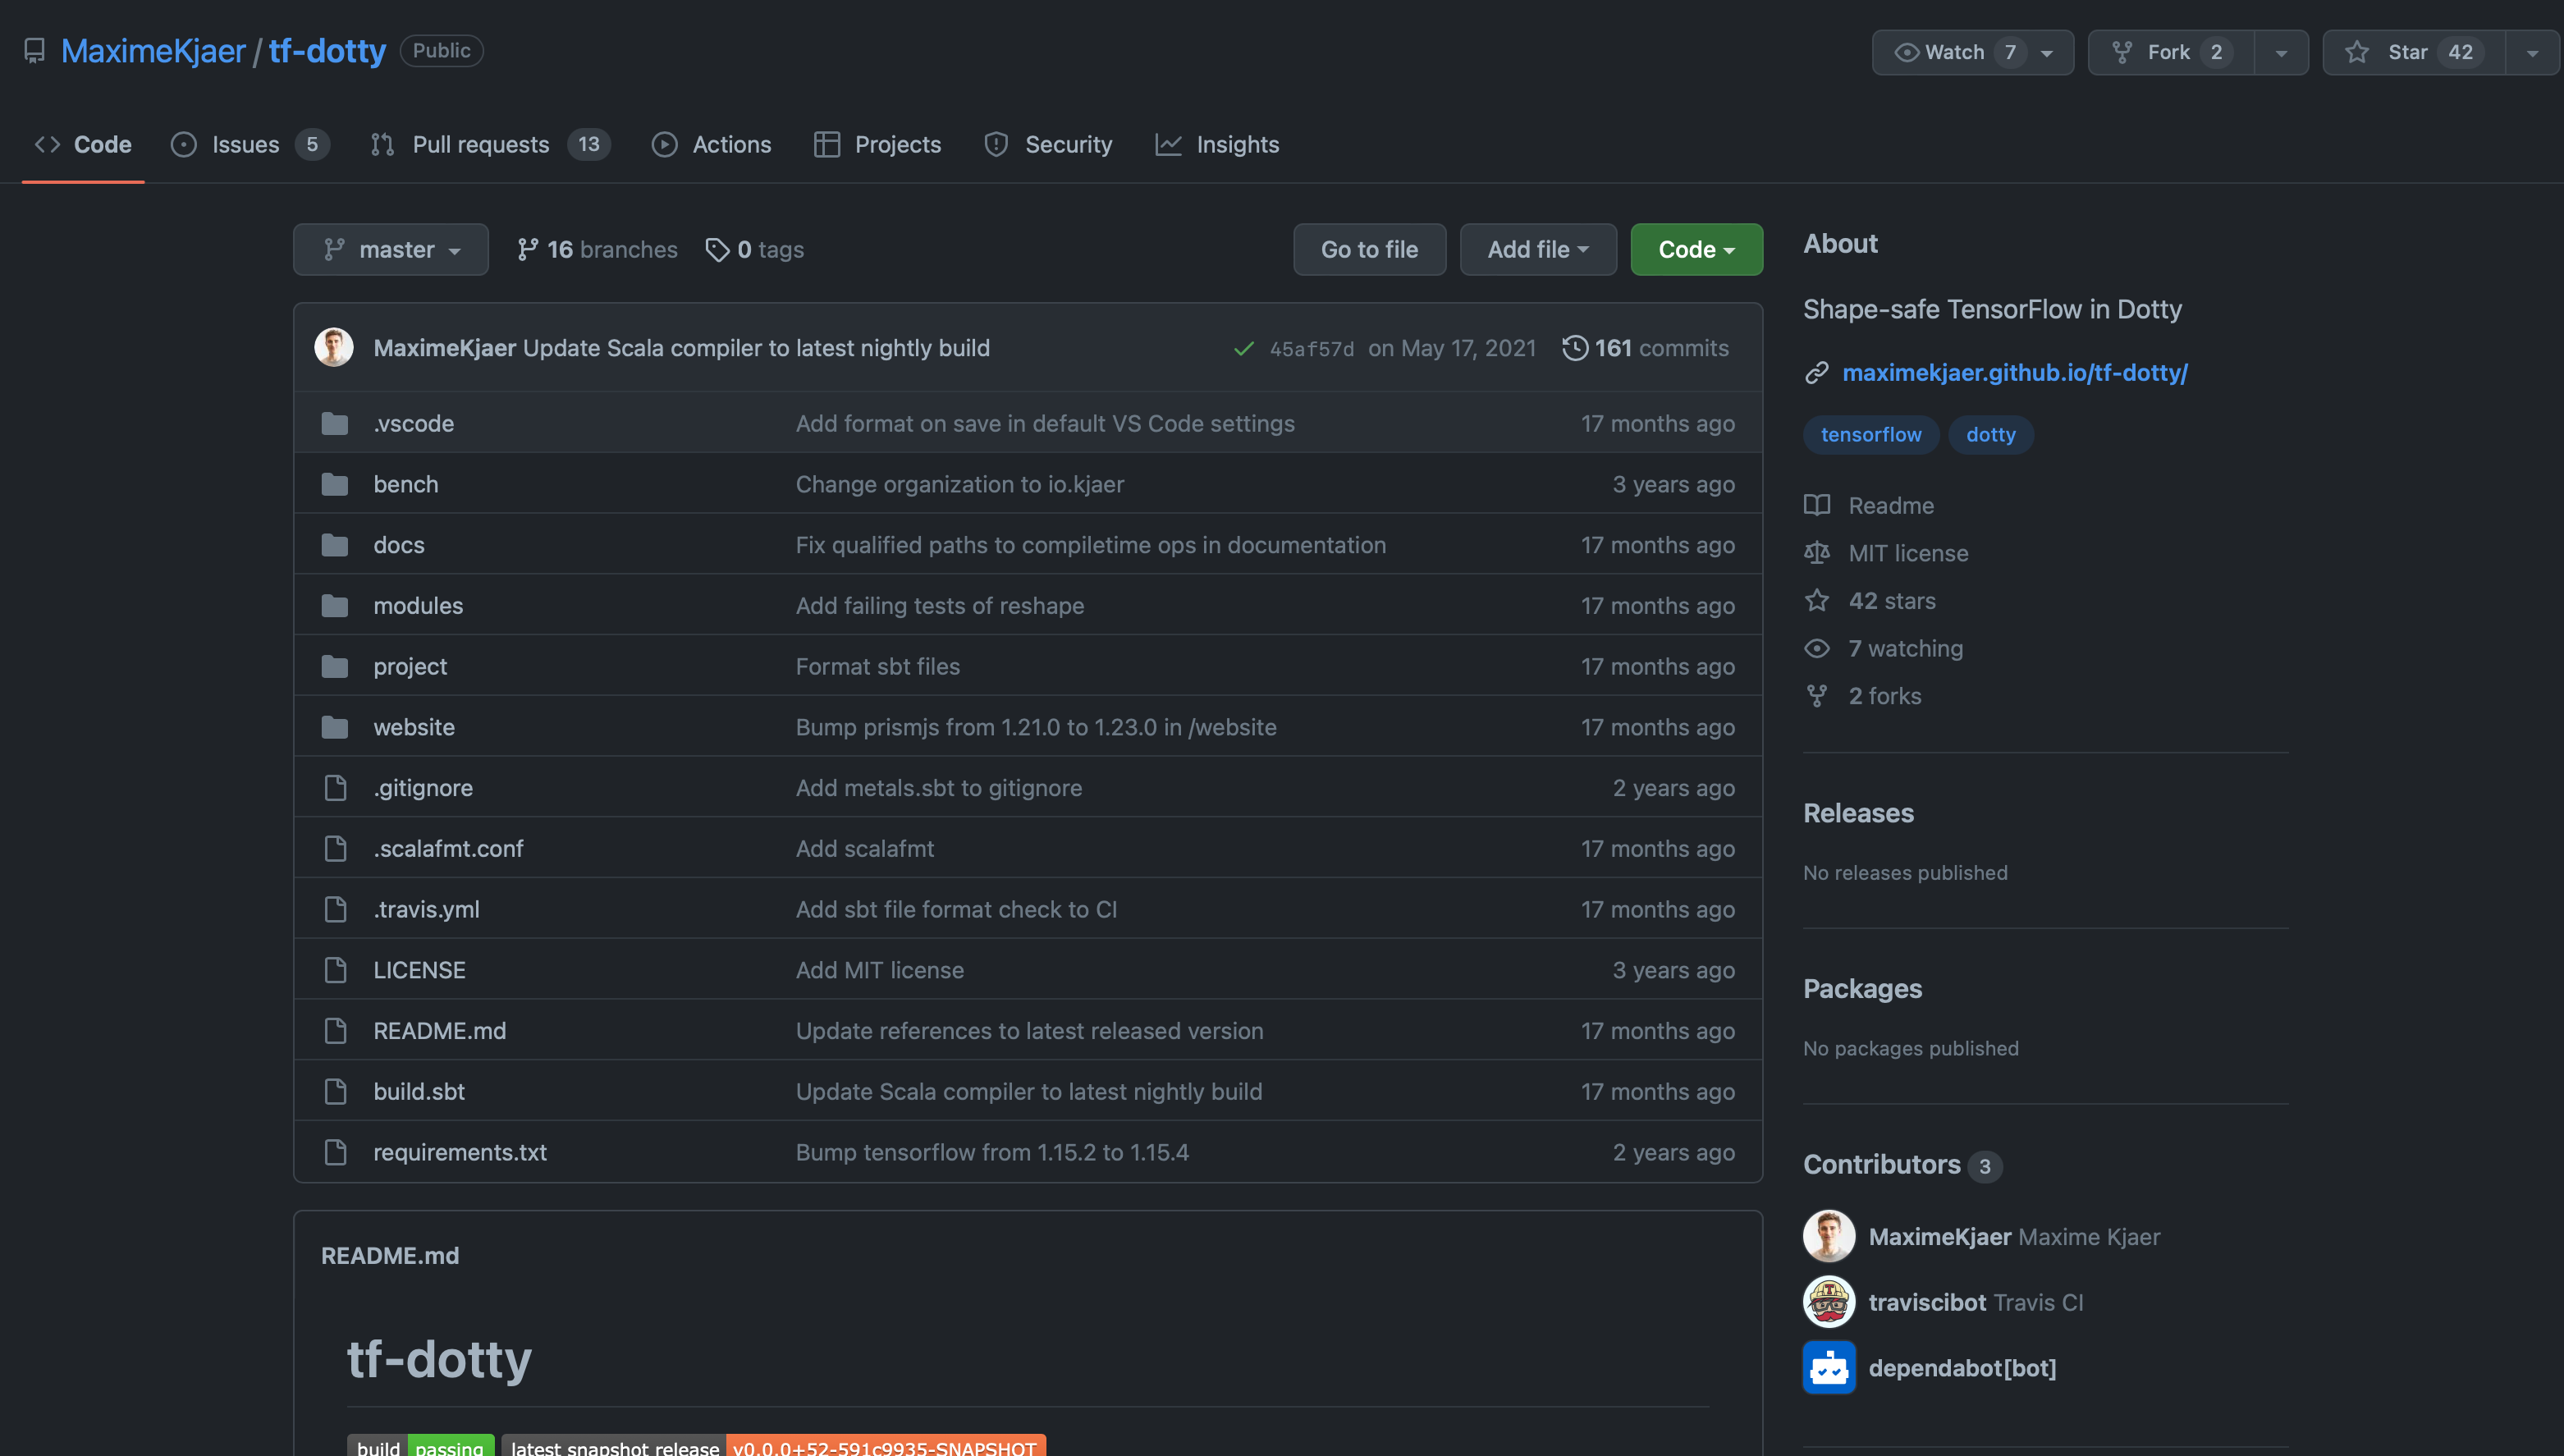 MaximeKjaer / tf-dotty Public
Watch 7 Fork 2 Star 42
Code Issues 5 Pull requests 13 Actions Projects Security Insights
master 16 branches 0 tags Go to file Add file Code
MaximeKjaer Update Scala compiler to latest nightly build 45af57d on May 17, 2021 161 commits
.vscode Add format on save in default VS Code settings 17 months ago
bench Change organization to io.kjaer 3 years ago
docs Fix qualified paths to compiletime ops in documentation 17 months ago
modules Add failing tests of reshape 17 months ago
project Format sbt files 17 months ago
website Bump prismjs from 1.21.0 to 1.23.0 in /website 17 months ago
.gitignore Add metals.sbt to gitignore 2 years ago
.scalafmt.conf Add scalafmt 17 months ago
.travis.yml Add sbt file format check to CI 17 months ago
LICENSE Add MIT license 3 years ago
README.md Update references to latest released version 17 months ago
build.sbt Update Scala compiler to latest nightly build 17 months ago
requirements.txt Bump tensorflow from 1.15.2 to 1.15.4 2 years ago
README.md
tf-dotty
build passing latest snapshot release v0.0.0+52-591c9935-SNAPSHOT
About
Shape-safe TensorFlow in Dotty
maximekjaer.github.io/tf-dotty/
tensorflow dotty
Readme
MIT license
42 stars
7 watching
2 forks
Releases
No releases published
Packages
No packages published
Contributors 3
MaximeKjaer Maxime Kjaer
traviscibot Travis CI
dependabot[bot]